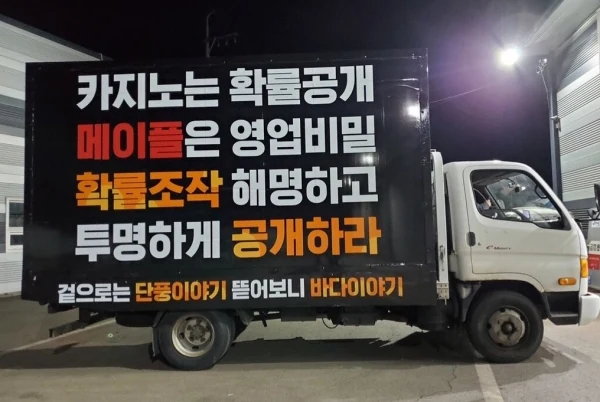 카지노는 확률공개
메이플은 영업비밀
확률조작 해명하고
투명하게 공개하라
겉으로는 단풍이야기 뜯어보니 바다이야기